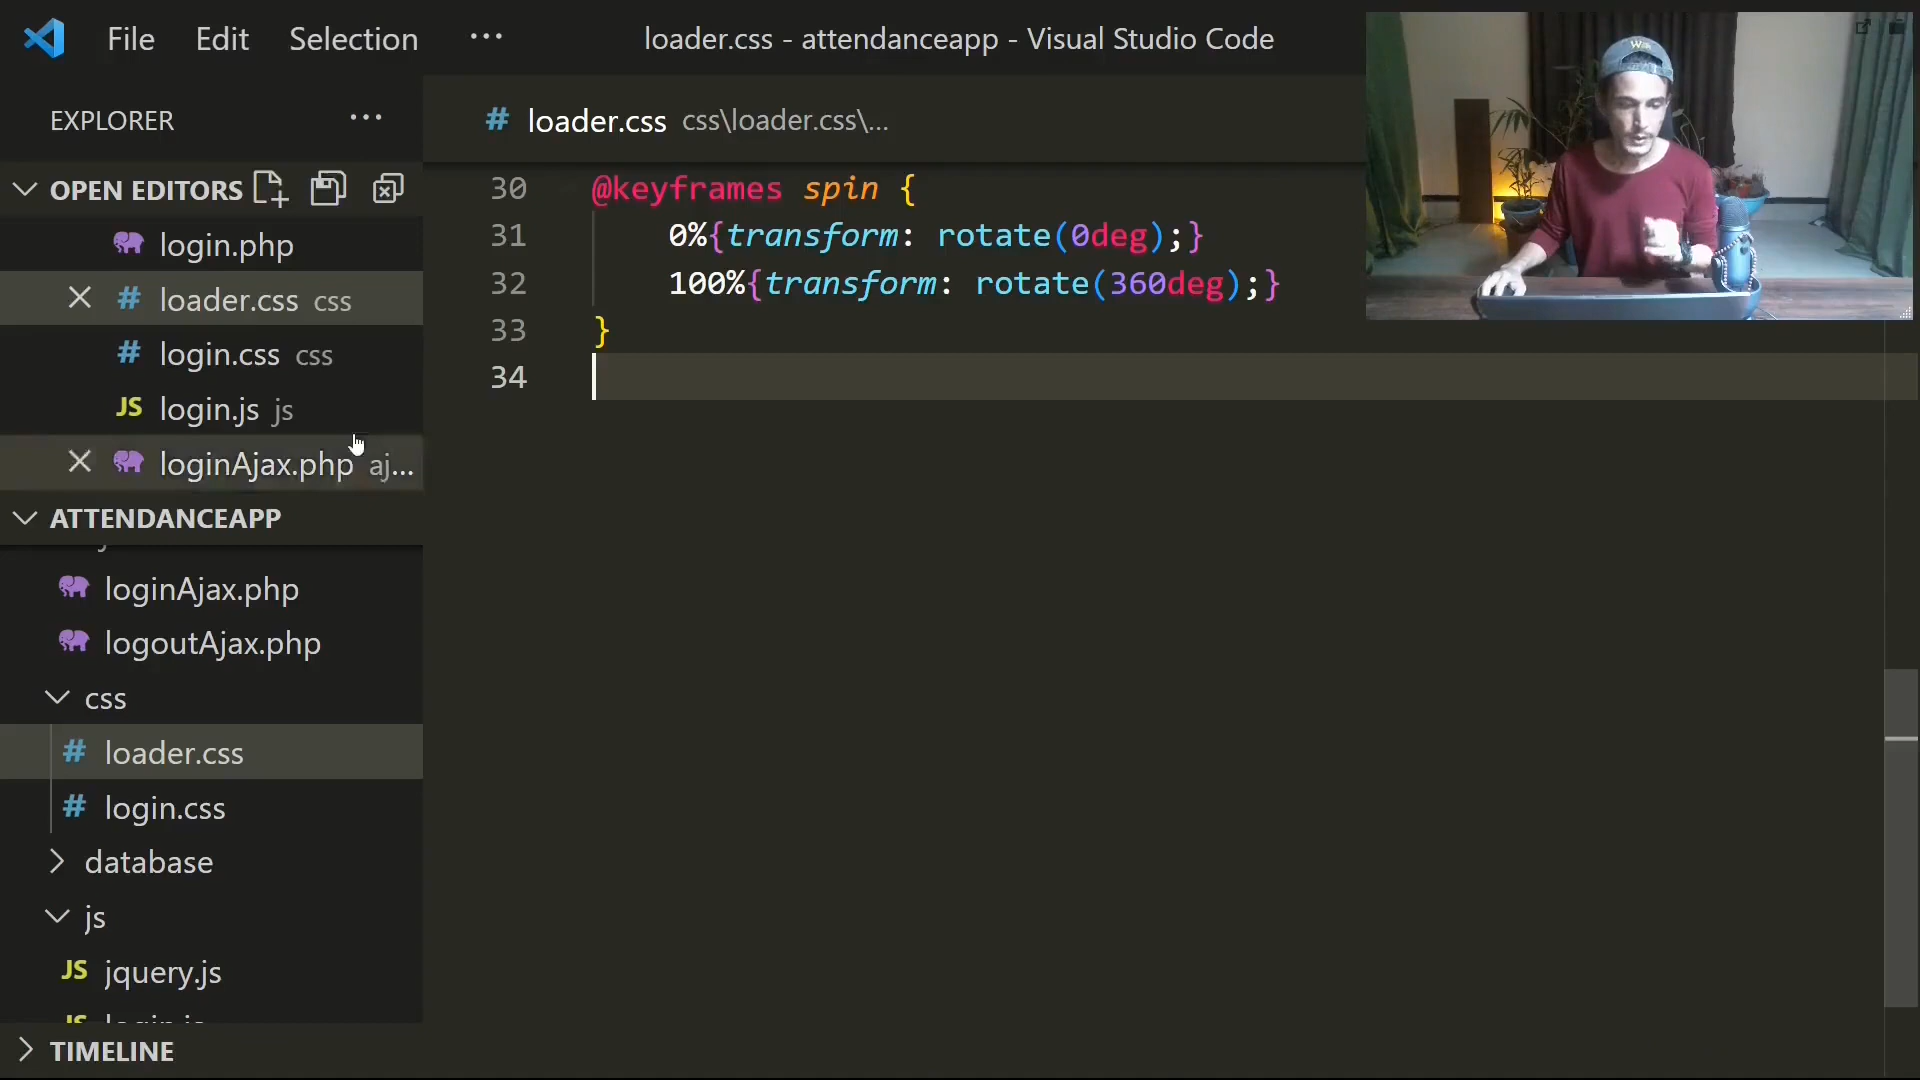 File Edit Selection ··· loader.css - attendanceapp - Visual Studio Code
EXPLORER ···
# loader.css css\loader.css\...
OPEN EDITORS
login.php
# loader.css css
# login.css css
JS login.js js
loginAjax.php aj...
ATTENDANCEAPP
loginAjax.php
logoutAjax.php
css
# loader.css
# login.css
database
js
JS jquery.js
JS login.js
TIMELINE
30 @keyframes spin {
31 0%{transform: rotate(0deg);}
32 100%{transform: rotate(360deg);}
33 }
34